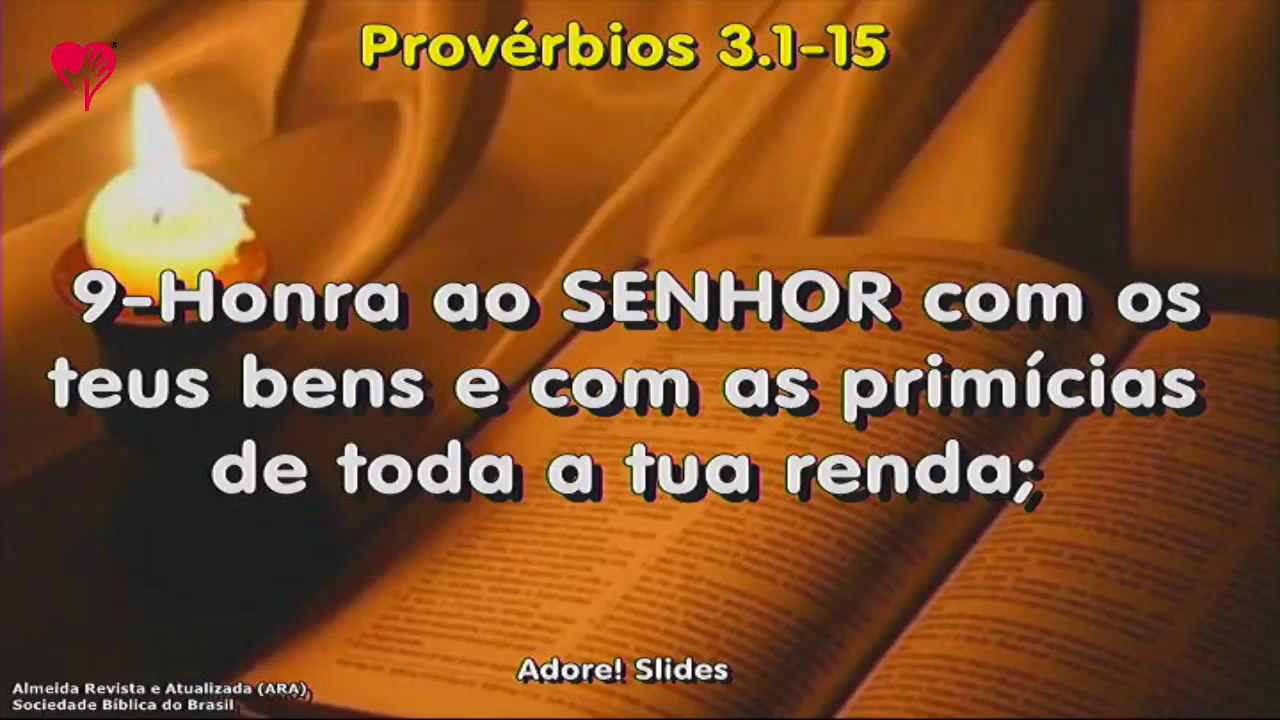 Provérbios 3.1-15
9-Honra ao SENHOR com os
teus bens e com as primícias
de toda a tua renda;
Adore! Slides
Almeida Revista e Atualizada (ARA)
Sociedade Bíblica do Brasil